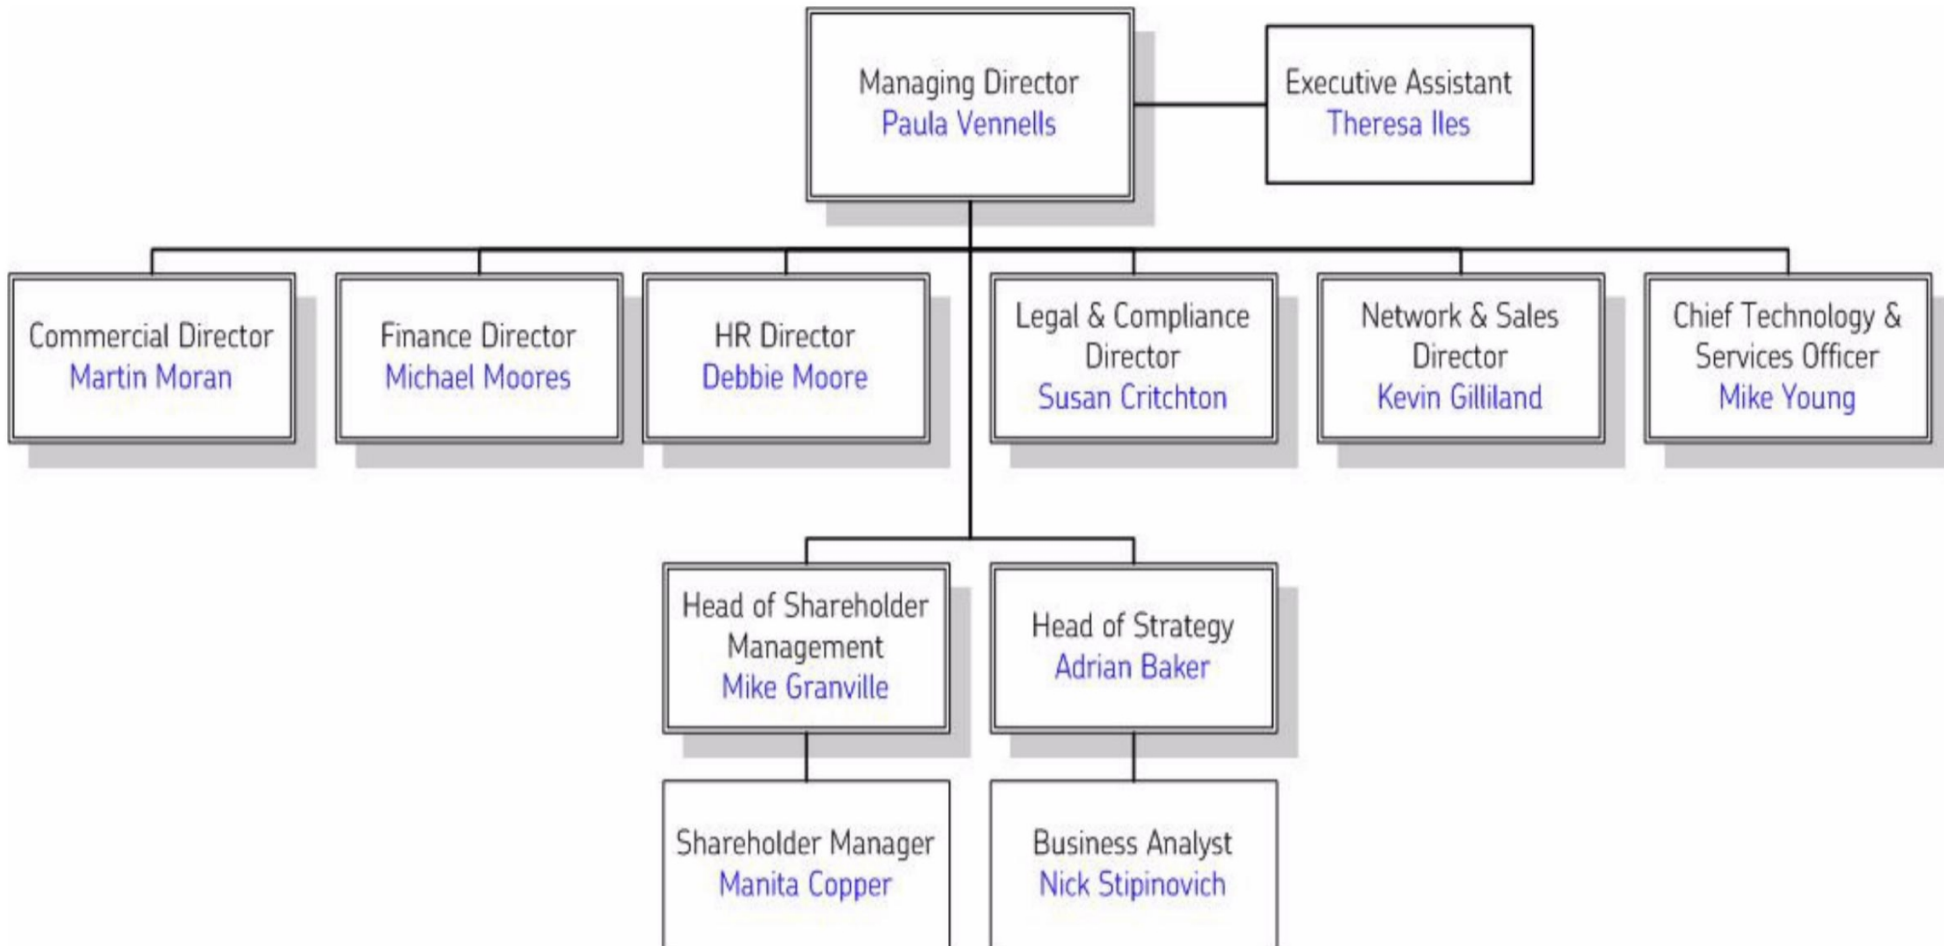 Managing Director
Paula Vennells
Executive Assistant
Theresa Iles
Commercial Director
Martin Moran
Finance Director
Michael Moores
HR Director
Debbie Moore
Legal & Compliance
Director
Susan Critchton
Network & Sales
Director
Kevin Gilliland
Chief Technology &
Services Officer
Mike Young
Head of Shareholder
Management
Mike Granville
Head of Strategy
Adrian Baker
Shareholder Manager
Manita Copper
Business Analyst
Nick Stipinovich